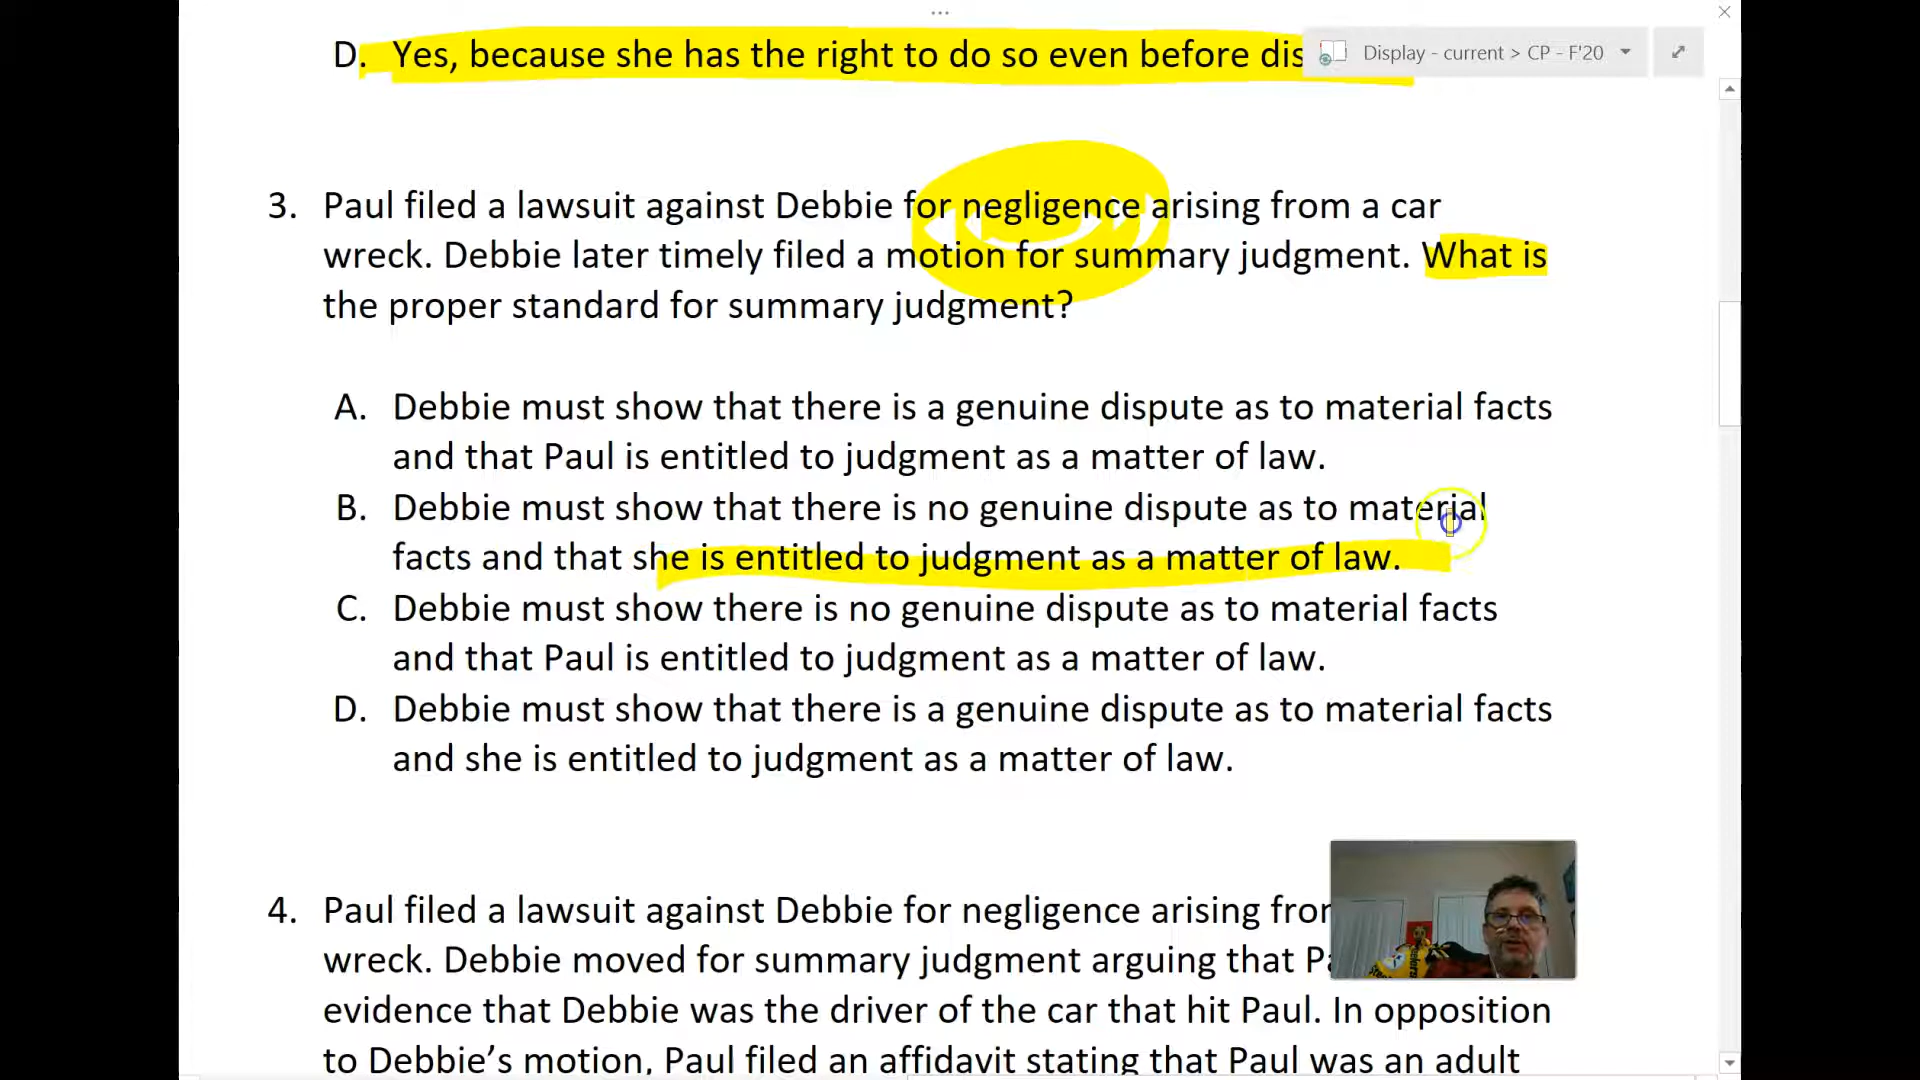 D. Yes, because she has the right to do so even before dis
Display - current > CP - F'20
3. Paul filed a lawsuit against Debbie for negligence arising from a car
wreck. Debbie later timely filed a motion for summary judgment. What is
the proper standard for summary judgment?
A. Debbie must show that there is a genuine dispute as to material facts
and that Paul is entitled to judgment as a matter of law.
B. Debbie must show that there is no genuine dispute as to material
facts and that she is entitled to judgment as a matter of law.
C. Debbie must show there is no genuine dispute as to material facts
and that Paul is entitled to judgment as a matter of law.
D. Debbie must show that there is a genuine dispute as to material facts
and she is entitled to judgment as a matter of law.
4. Paul filed a lawsuit against Debbie for negligence arising from
wreck. Debbie moved for summary judgment arguing that
evidence that Debbie was the driver of the car that hit Paul. In opposition
to Debbie's motion, Paul filed an affidavit stating that Paul was an adult